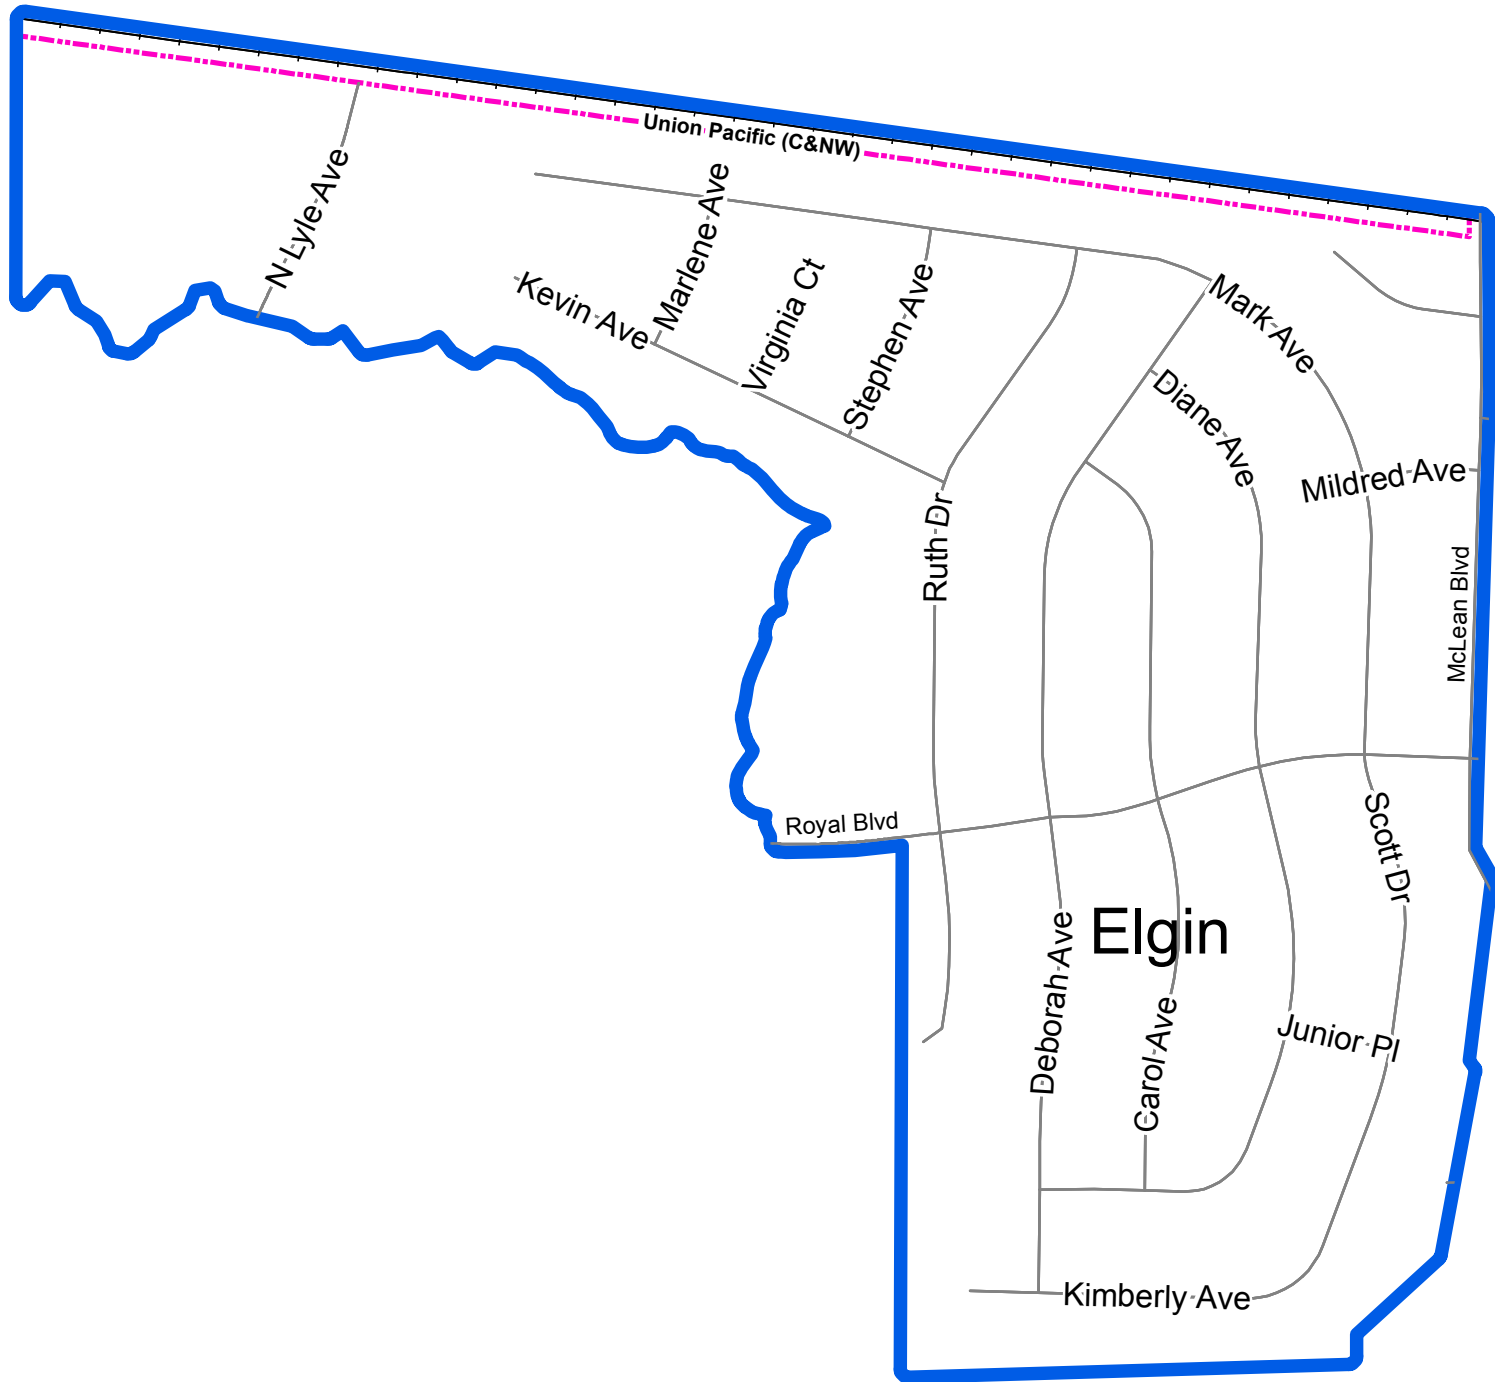 Union Pacific (C&NW)
N Lyle Ave
Marlene Ave
Kevin Ave
Virginia Ct
Stephen Ave
Mark Ave
Diane Ave
Mildred Ave
Ruth Dr
McLean Blvd
Royal Blvd
Scott Dr
Elgin
Deborah Ave
Carol Ave
Junior Pl
Kimberly Ave